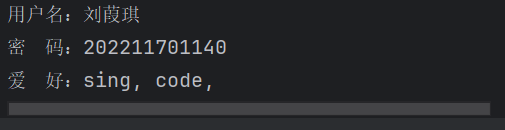 用户名：刘葭琪
密　码：202211701140
爱　好：sing, code,